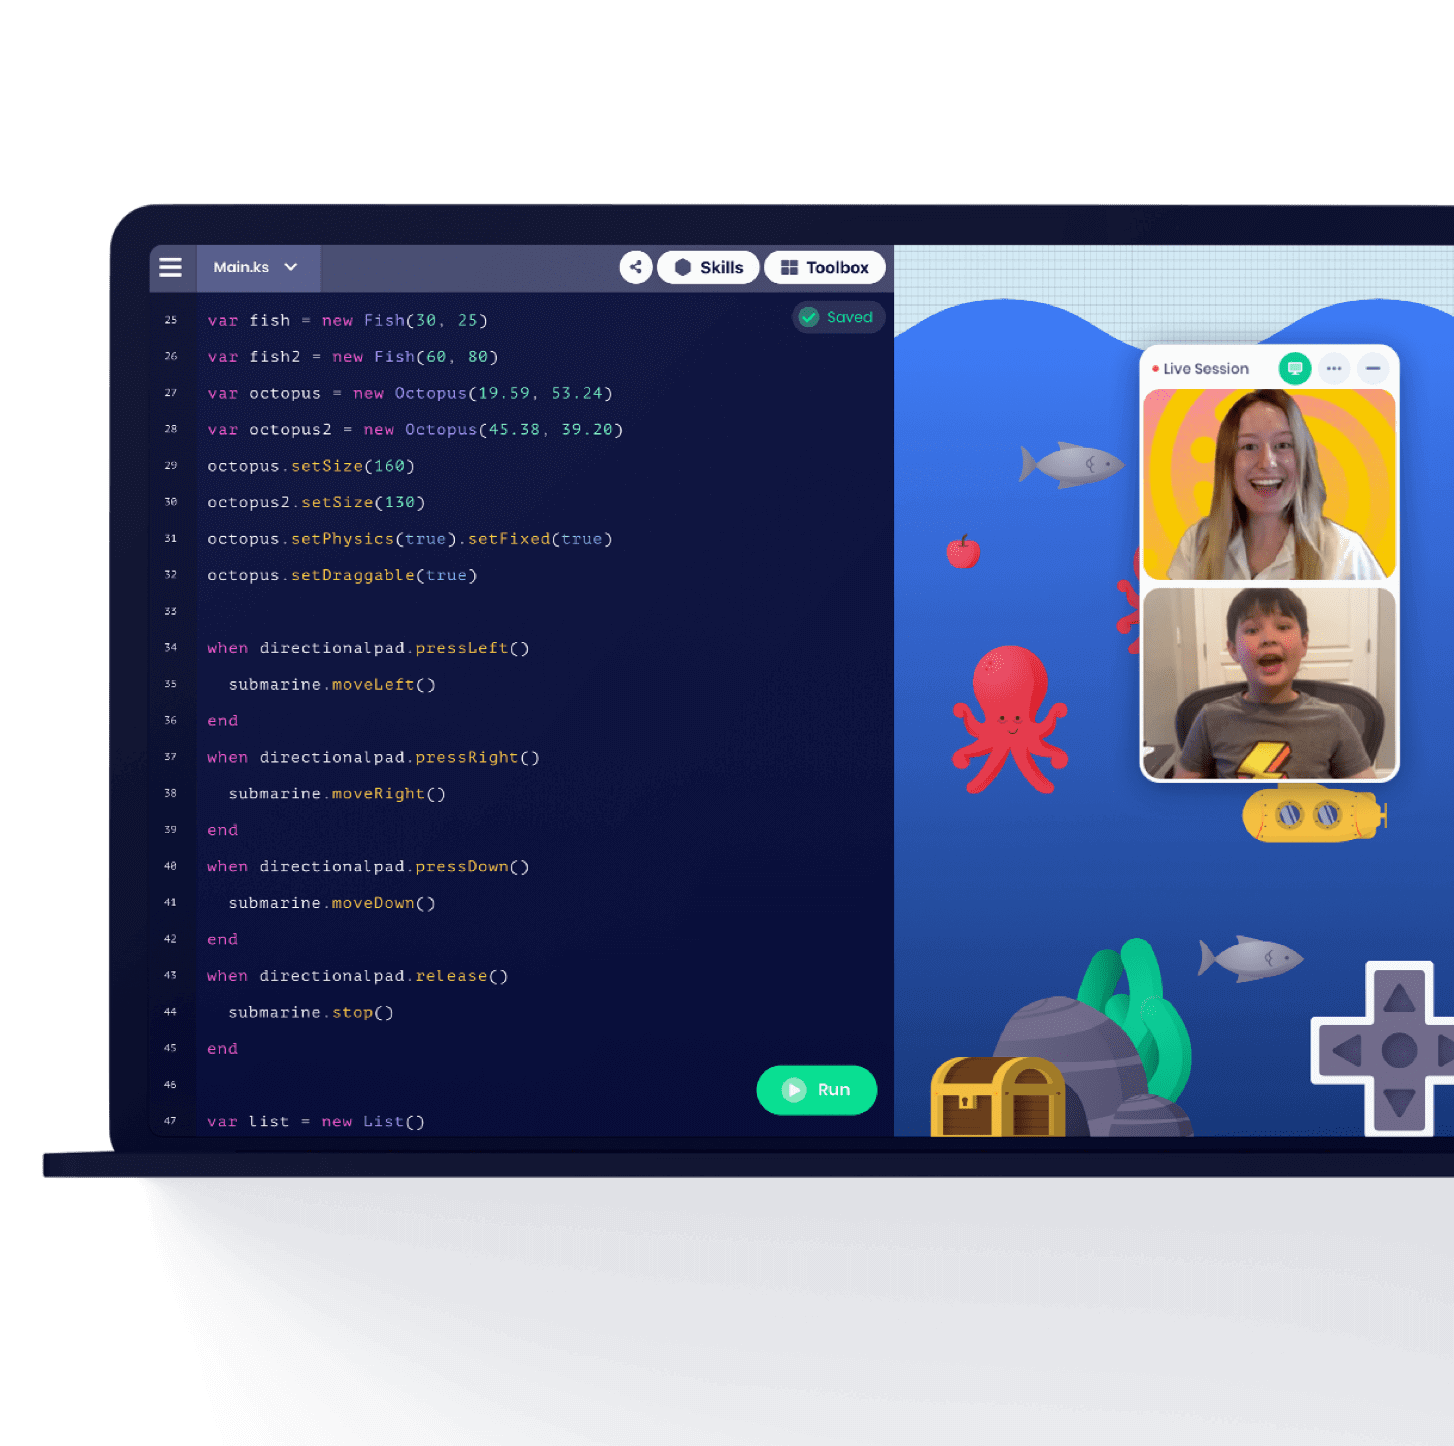 Main.ks
Skills
Toolbox
Saved
25 var fish = new Fish(30, 25)
26 var fish2 = new Fish(60, 80)
27 var octopus = new Octopus(19.59, 53.24)
28 var octopus2 = new Octopus(45.38, 39.20)
29 octopus.setSize(160)
30 octopus2.setSize(130)
31 octopus.setPhysics(true).setFixed(true)
32 octopus.setDraggable(true)
33
34 when directionalpad.pressLeft()
35 submarine.moveLeft()
36 end
37 when directionalpad.pressRight()
38 submarine.moveRight()
39 end
40 when directionalpad.pressDown()
41 submarine.moveDown()
42 end
43 when directionalpad.release()
44 submarine.stop()
45 end
46
47 var list = new List()
Run
Live Session